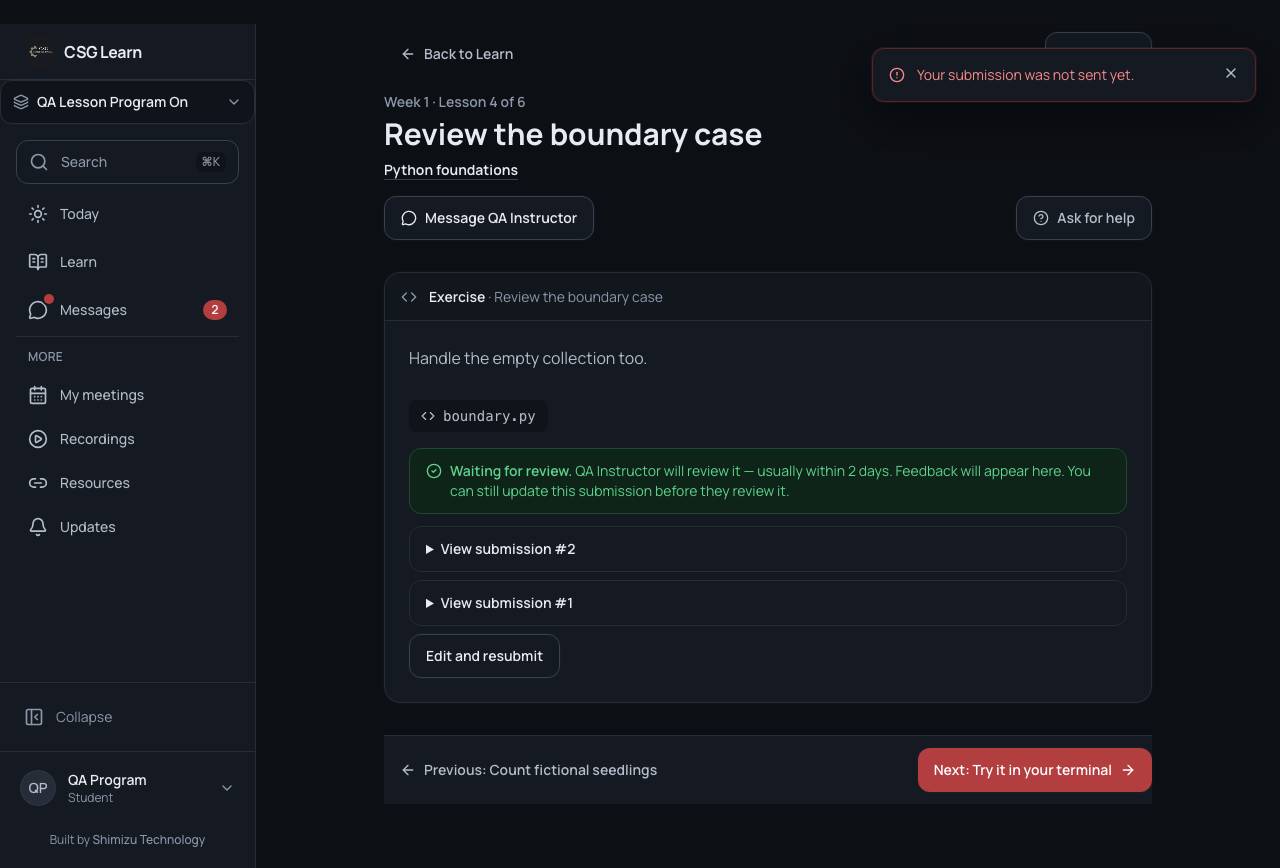 CSG Learn
QA Lesson Program On
Search ⌘K
Today
Learn
Messages 2
MORE
My meetings
Recordings
Resources
Updates
Collapse
QP
QA Program
Student
Built by Shimizu Technology
Back to Learn
Your submission was not sent yet.
Week 1 · Lesson 4 of 6
Review the boundary case
Python foundations
Message QA Instructor
Ask for help
Exercise · Review the boundary case
Handle the empty collection too.
boundary.py
Waiting for review. QA Instructor will review it — usually within 2 days. Feedback will appear here. You
can still update this submission before they review it.
View submission #2
View submission #1
Edit and resubmit
Previous: Count fictional seedlings
Next: Try it in your terminal